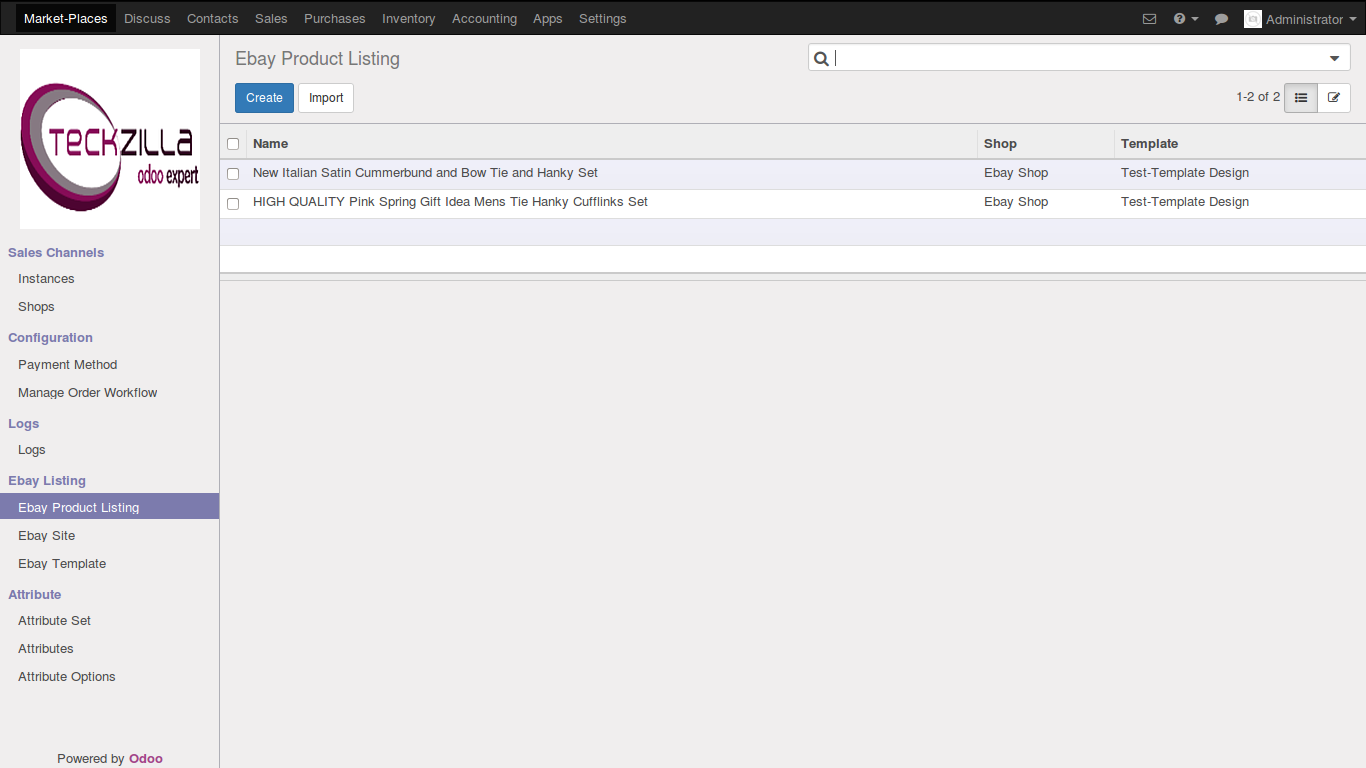 Market-Places Discuss Contacts Sales Purchases Inventory Accounting Apps Settings Administrator
TECKZILLA
odoo expert
Sales Channels
Instances
Shops
Configuration
Payment Method
Manage Order Workflow
Logs
Logs
Ebay Listing
Ebay Product Listing
Ebay Site
Ebay Template
Attribute
Attribute Set
Attributes
Attribute Options
Powered by Odoo
Ebay Product Listing
Create Import 1-2 of 2
Name Shop Template
New Italian Satin Cummerbund and Bow Tie and Hanky Set Ebay Shop Test-Template Design
HIGH QUALITY Pink Spring Gift Idea Mens Tie Hanky Cufflinks Set Ebay Shop Test-Template Design